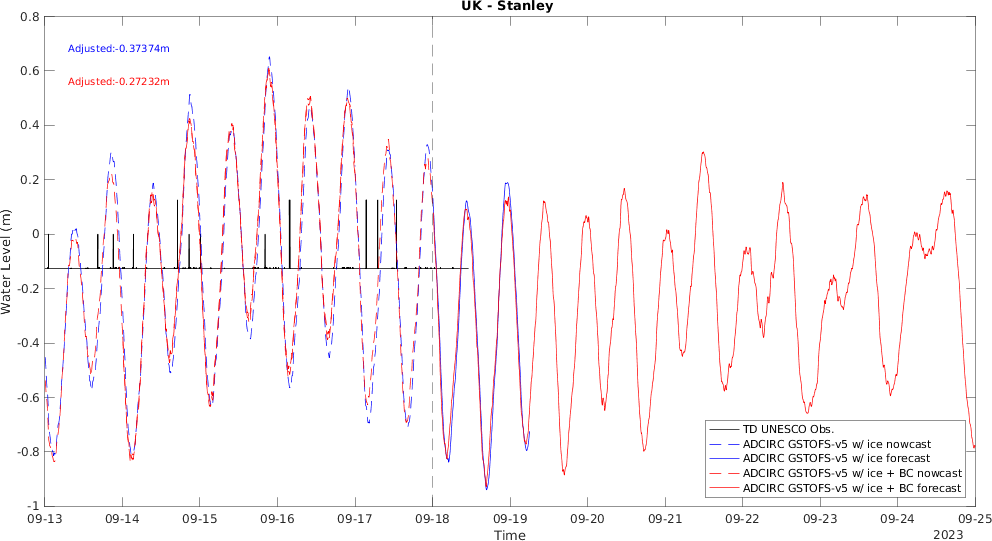 UK - Stanley
0.8
0.6
0.4
0.2
0
-0.2
-0.4
-0.6
-0.8
-1
Water Level (m)
Adjusted:-0.37374m
Adjusted:-0.27232m
TD UNESCO Obs.
ADCIRC GSTOFS-v5 w/ ice nowcast
ADCIRC GSTOFS-v5 w/ ice forecast
ADCIRC GSTOFS-v5 w/ ice + BC nowcast
ADCIRC GSTOFS-v5 w/ ice + BC forecast
09-13 09-14 09-15 09-16 09-17 09-18 09-19 09-20 09-21 09-22 09-23 09-24 09-25
Time
2023